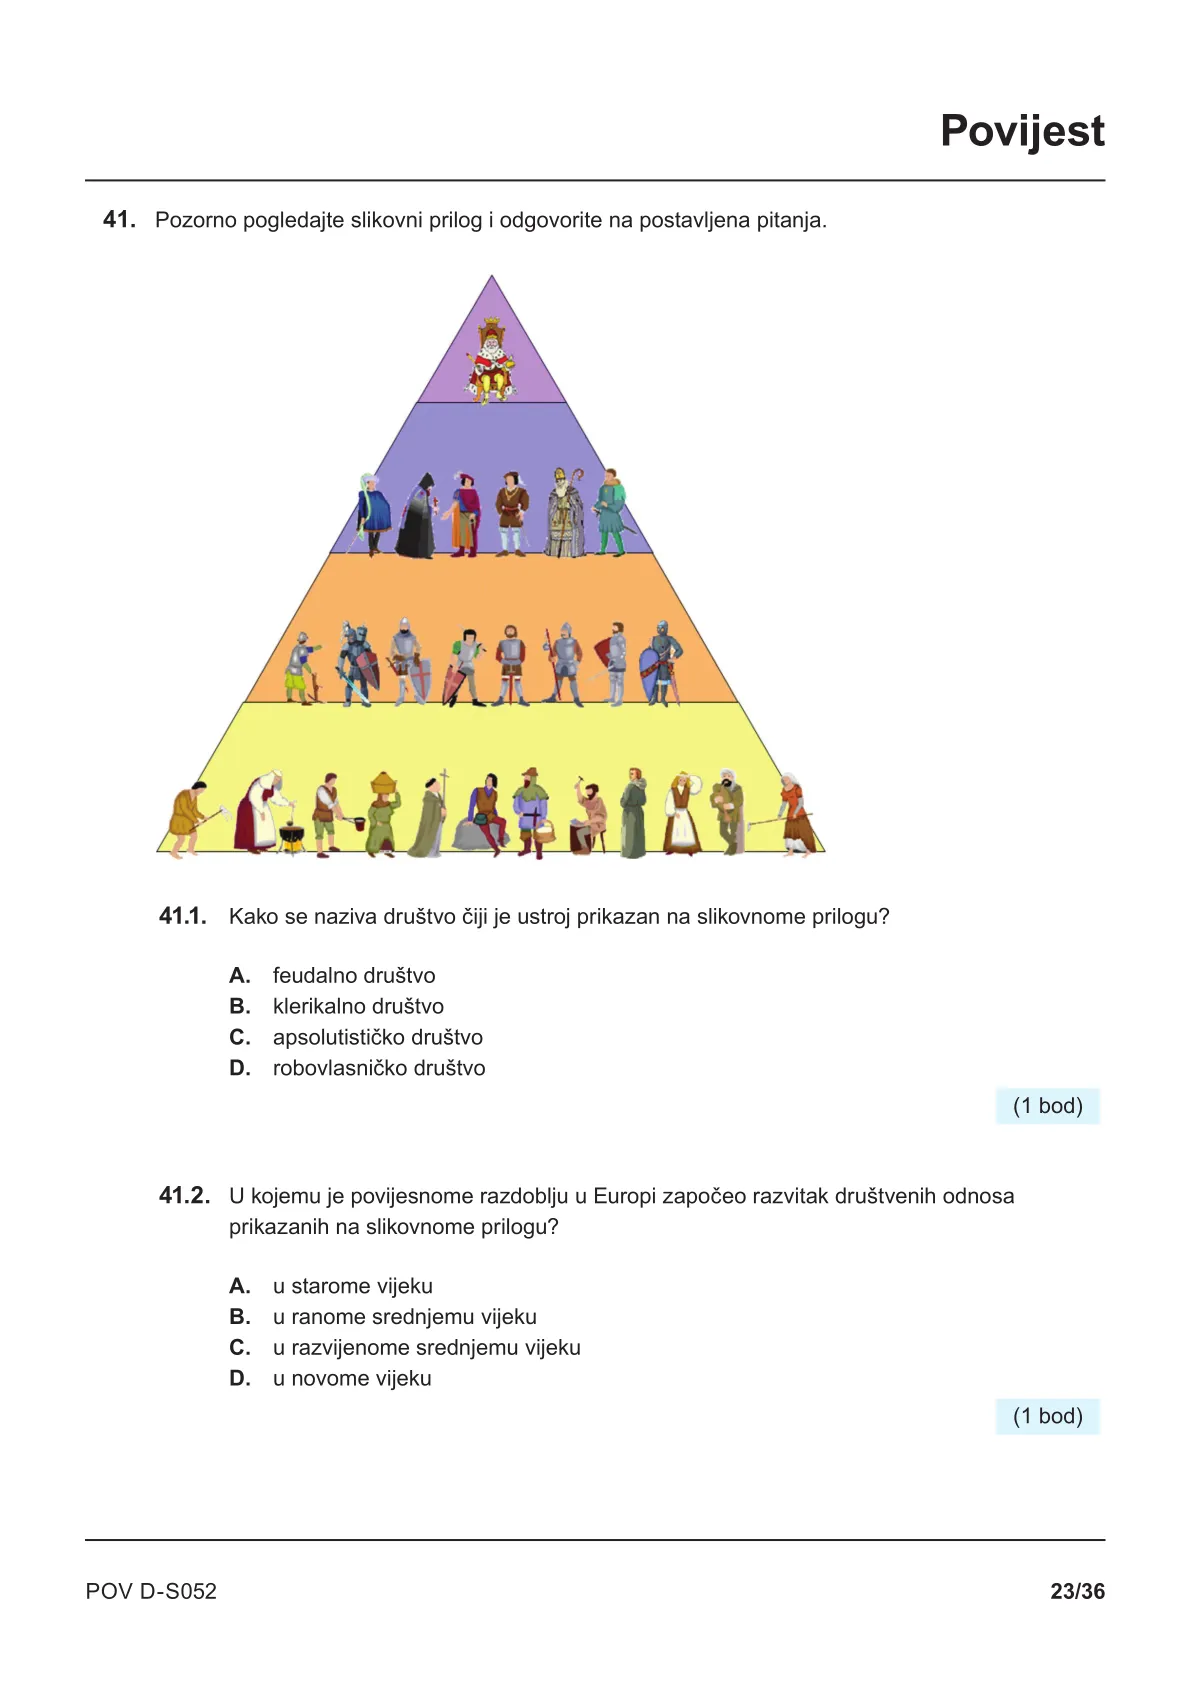 Povijest
41. Pozorno pogledajte slikovni prilog i odgovorite na postavljena pitanja.
41.1. Kako se naziva društvo čiji je ustroj prikazan na slikovnome prilogu?
A. feudalno društvo
B. klerikalno društvo
C. apsolutističko društvo
D. robovlasničko društvo
(1 bod)
41.2. U kojemu je povijesnome razdoblju u Europi započeo razvitak društvenih odnosa
prikazanih na slikovnome prilogu?
A. u starome vijeku
B. u ranome srednjemu vijeku
C. u razvijenome srednjemu vijeku
D. u novome vijeku
(1 bod)
POV D-S052
23/36